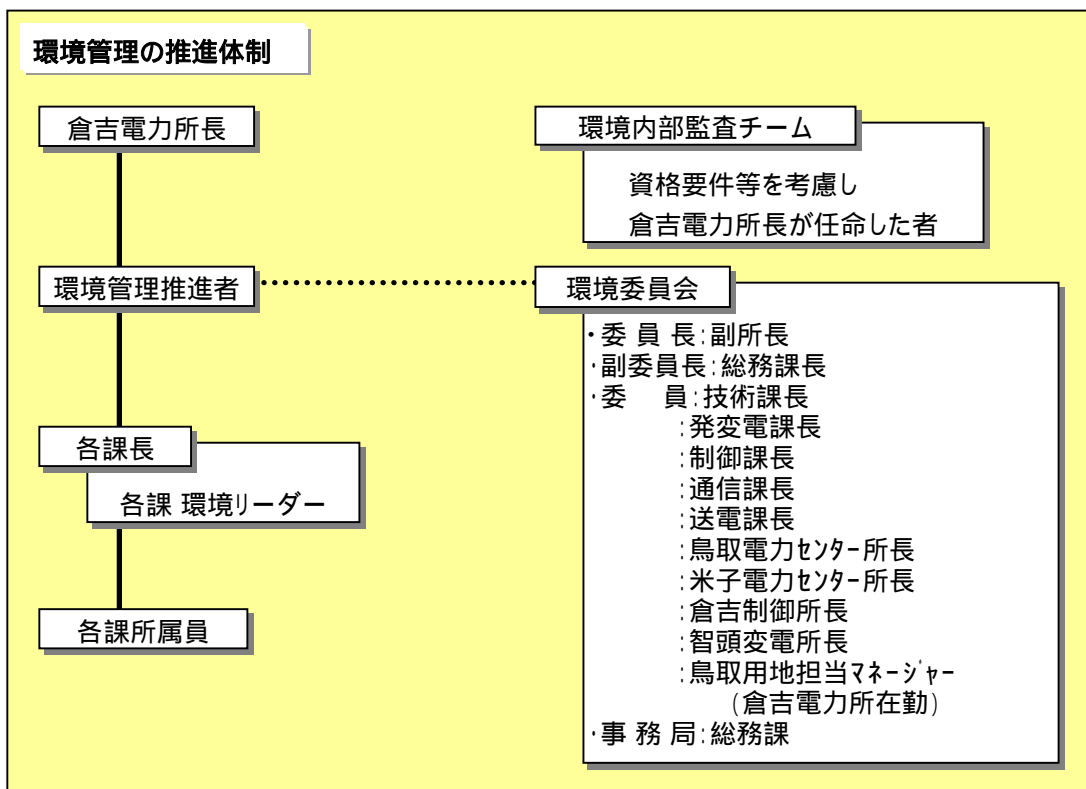 環境管理の推進体制
倉吉電力所長
環境管理推進者
各課長
各課 環境リーダー
各課所属員
環境内部監査チーム
資格要件等を考慮し
倉吉電力所長が任命した者
環境委員会
・委 員 長:副所長
・副委員長:総務課長
・委　　員:技術課長
:発変電課長
:制御課長
:通信課長
:送電課長
:鳥取電力ｾﾝﾀｰ所長
:米子電力ｾﾝﾀｰ所長
:倉吉制御所長
:智頭変電所長
:鳥取用地担当ﾏﾈｰｼﾞｬｰ
(倉吉電力所在勤)
・事 務 局:総務課